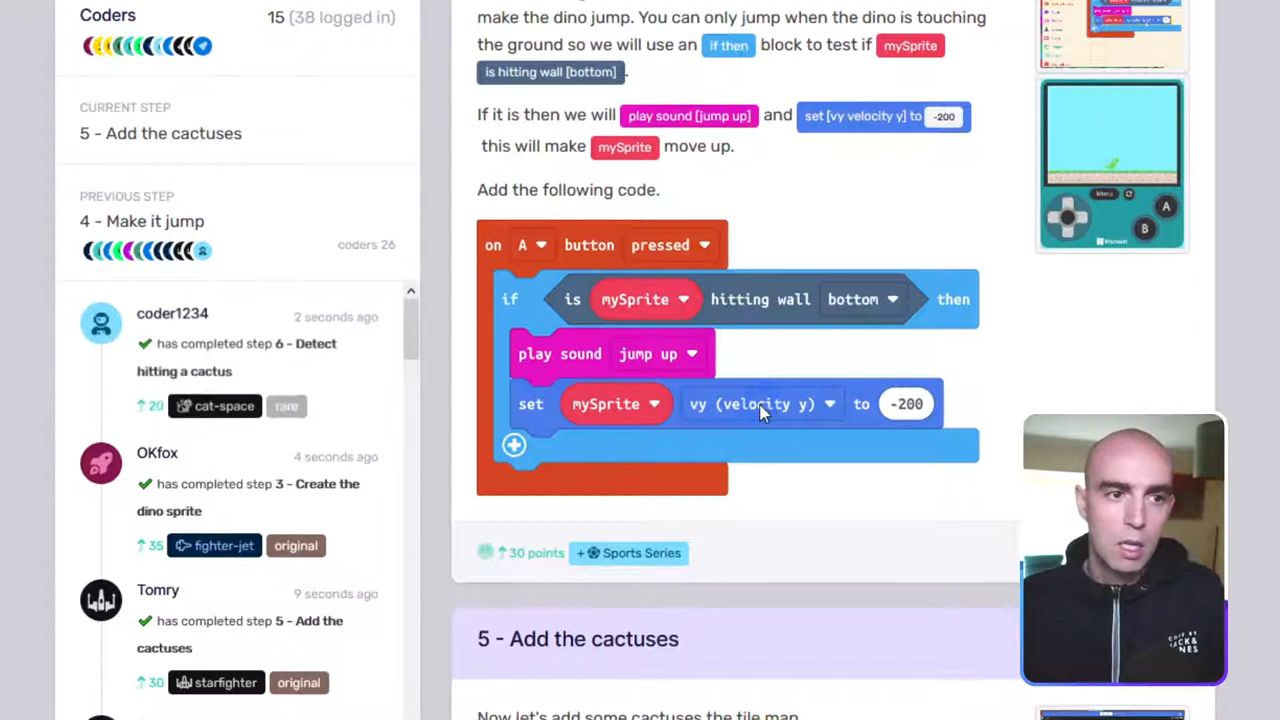 Coders
15 (38 logged in)
CURRENT STEP
5 - Add the cactuses
PREVIOUS STEP
4 - Make it jump
coders 26
coder1234
2 seconds ago
has completed step 6 - Detect
hitting a cactus
20 cat-space rare
OKfox
4 seconds ago
has completed step 3 - Create the
dino sprite
35 fighter-jet original
Tomry
9 seconds ago
has completed step 5 - Add the
cactuses
30 starfighter original
make the dino jump. You can only jump when the dino is touching
the ground so we will use an if then block to test if mySprite
is hitting wall [bottom] .
If it is then we will play sound [jump up] and set [vy velocity y] to -200
this will make mySprite move up.
Add the following code.
on A button pressed
if is mySprite hitting wall bottom then
play sound jump up
set mySprite vy (velocity y) to -200
30 points + Sports Series
5 - Add the cactuses
Now let's add some cactuses the tile map.
Menu
A
B
Microsoft